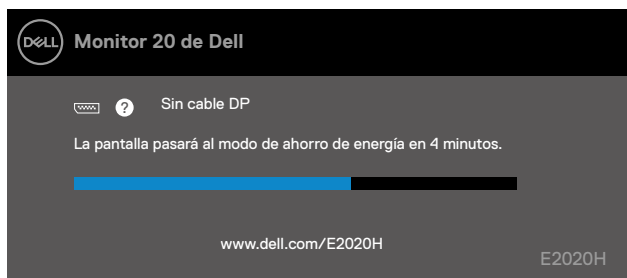 DELL Monitor 20 de Dell
? Sin cable DP
La pantalla pasará al modo de ahorro de energía en 4 minutos.
www.dell.com/E2020H
E2020H